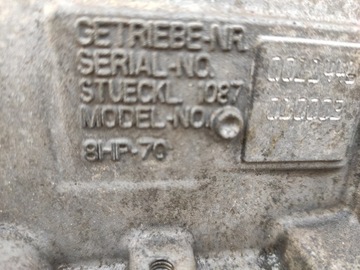 GETRIEBE-NR.
SERIAL-NO.
STUECKL. 1087
MODEL-NO.
8HP-70